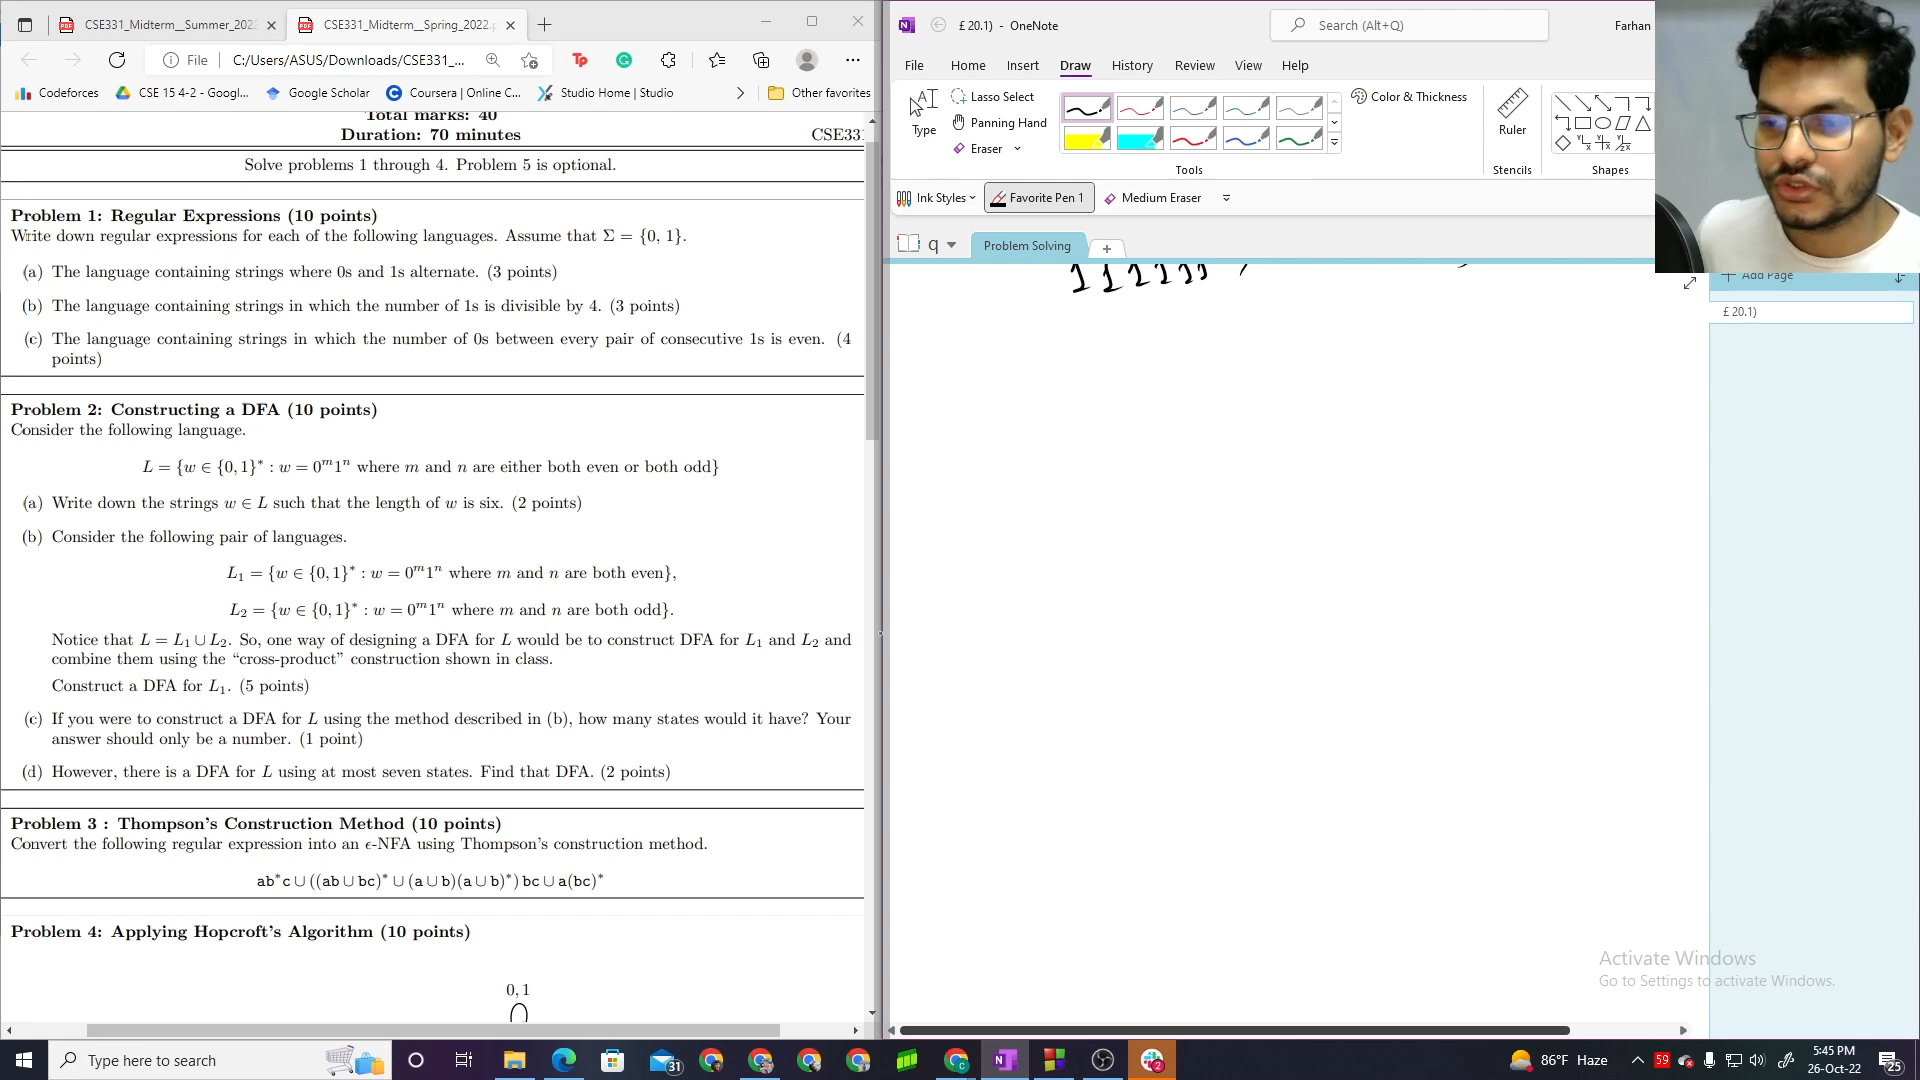 CSE331_Midterm__Summer_202
CSE331_Midterm__Spring_2022.p
£ 20.1) - OneNote
Search (Alt+Q)
Farhan
File
C:/Users/ASUS/Downloads/CSE331_...
Codeforces
CSE 15 4-2 - Googl...
Google Scholar
Coursera | Online C...
Studio Home | Studio
Other favorites
File
Home
Insert
Draw
History
Review
View
Help
Type
Lasso Select
Panning Hand
Eraser
Color & Thickness
Ruler
Tools
Stencils
Shapes
Ink Styles
Favorite Pen 1
Medium Eraser
q
Problem Solving
Add Page
£ 20.1)
Total marks: 40
Duration: 70 minutes
CSE331
Solve problems 1 through 4. Problem 5 is optional.
Problem 1: Regular Expressions (10 points)
Write down regular expressions for each of the following languages. Assume that Σ = {0, 1}.
(a) The language containing strings where 0s and 1s alternate. (3 points)
(b) The language containing strings in which the number of 1s is divisible by 4. (3 points)
(c) The language containing strings in which the number of 0s between every pair of consecutive 1s is even. (4
points)
Problem 2: Constructing a DFA (10 points)
Consider the following language.
L = {w ∈ {0, 1}* : w = 0ᵐ1ⁿ where m and n are either both even or both odd}
(a) Write down the strings w ∈ L such that the length of w is six. (2 points)
(b) Consider the following pair of languages.
L₁ = {w ∈ {0, 1}* : w = 0ᵐ1ⁿ where m and n are both even},
L₂ = {w ∈ {0, 1}* : w = 0ᵐ1ⁿ where m and n are both odd}.
Notice that L = L₁ ∪ L₂. So, one way of designing a DFA for L would be to construct DFA for L₁ and L₂ and
combine them using the “cross-product” construction shown in class.
Construct a DFA for L₁. (5 points)
(c) If you were to construct a DFA for L using the method described in (b), how many states would it have? Your
answer should only be a number. (1 point)
(d) However, there is a DFA for L using at most seven states. Find that DFA. (2 points)
Problem 3 : Thompson's Construction Method (10 points)
Convert the following regular expression into an ϵ-NFA using Thompson's construction method.
ab*c ∪ ((ab ∪ bc)* ∪ (a ∪ b)(a ∪ b)*) bc ∪ a(bc)*
Problem 4: Applying Hopcroft's Algorithm (10 points)
0, 1
Activate Windows
Go to Settings to activate Windows.
Type here to search
31
2
86°F Haze
59
5:45 PM
26-Oct-22
25